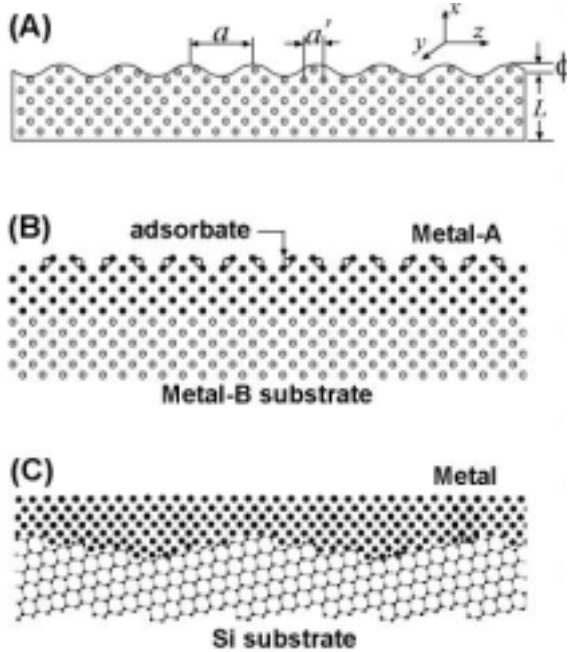 (A)
a
a'
x
y
z
ϕ
L
(B)
adsorbate
Metal-A
Metal-B substrate
(C)
Metal
Si substrate